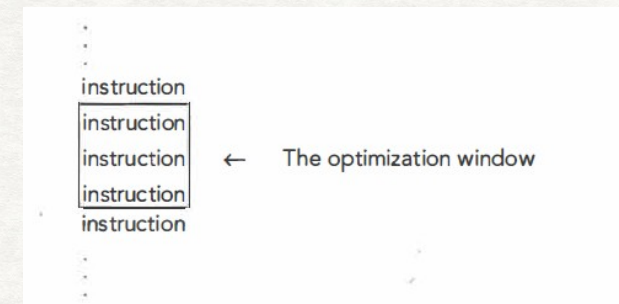 .
.
.
instruction
instruction
instruction ← The optimization window
instruction
instruction
.
.
.